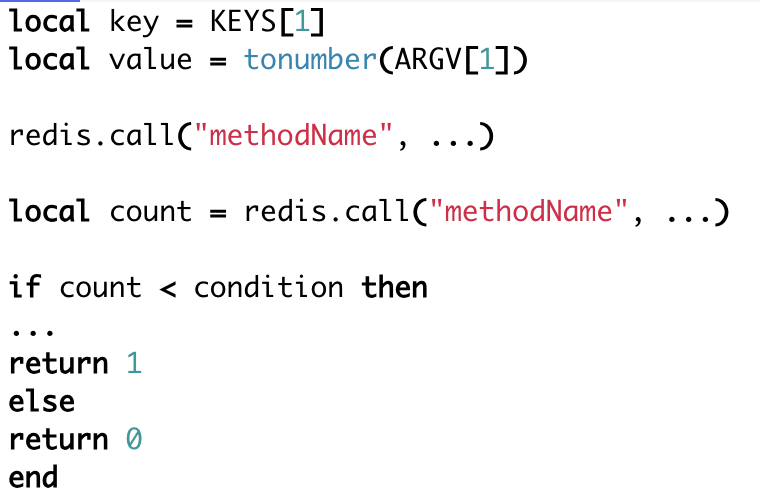 local key = KEYS[1]
local value = tonumber(ARGV[1])
redis.call("methodName", ...)
local count = redis.call("methodName", ...)
if count < condition then
...
return 1
else
return 0
end